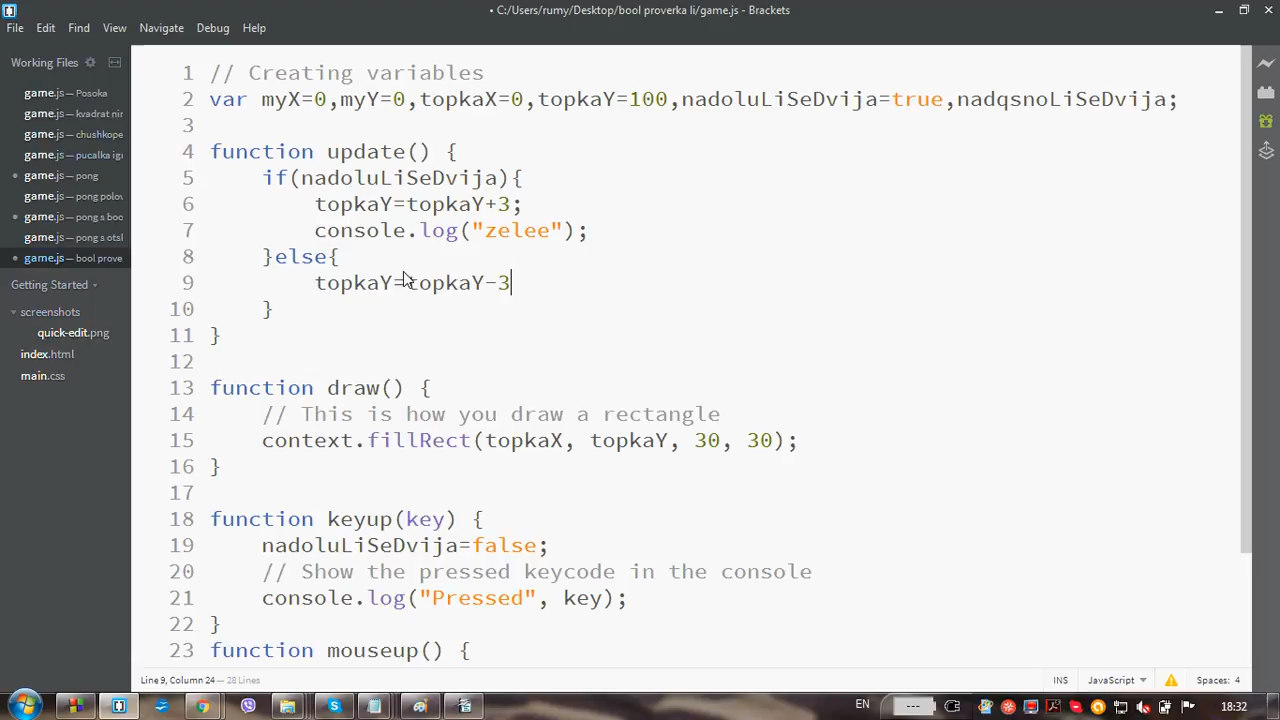 • C:/Users/rumy/Desktop/bool proverka li/game.js - Brackets
File Edit Find View Navigate Debug Help
Working Files
game.js — Posoka
game.js — kvadrat nir
game.js — chushkope
game.js — pucalka igr
game.js — pong
game.js — pong polov
game.js — pong s boo
game.js — pong s otsl
game.js — bool prove
Getting Started
screenshots
quick-edit.png
index.html
main.css
1 // Creating variables
2 var myX=0,myY=0,topkaX=0,topkaY=100,nadoluLiSeDvija=true,nadqsnoLiSeDvija;
3
4 function update() {
5 if(nadoluLiSeDvija){
6 topkaY=topkaY+3;
7 console.log("zelee");
8 }else{
9 topkaY=topkaY-3
10 }
11 }
12
13 function draw() {
14 // This is how you draw a rectangle
15 context.fillRect(topkaX, topkaY, 30, 30);
16 }
17
18 function keyup(key) {
19 nadoluLiSeDvija=false;
20 // Show the pressed keycode in the console
21 console.log("Pressed", key);
22 }
23 function mouseup() {
Line 9, Column 24 — 28 Lines
INS JavaScript Spaces: 4
EN 18:32